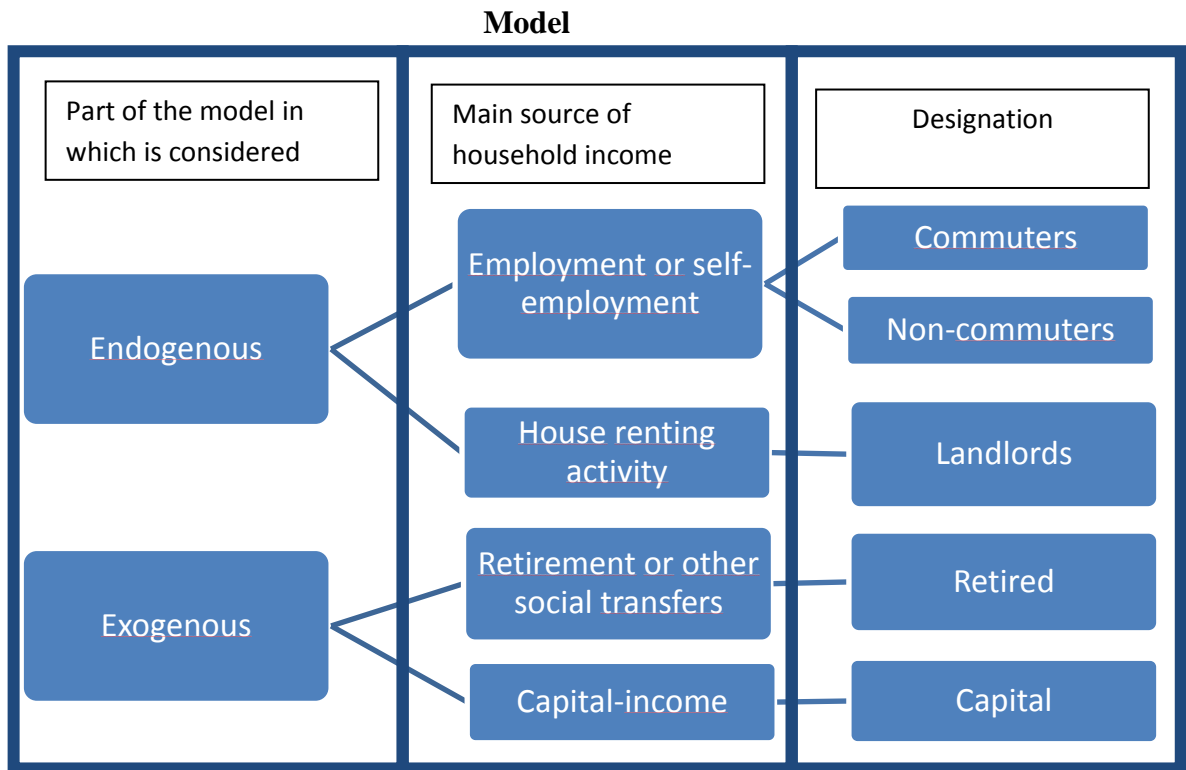 Model
Part of the model in
which is considered
Main source of
household income
Designation
Endogenous
Employment or self-
employment
Commuters
Non-commuters
House renting
activity
Landlords
Exogenous
Retirement or other
social transfers
Retired
Capital-income
Capital